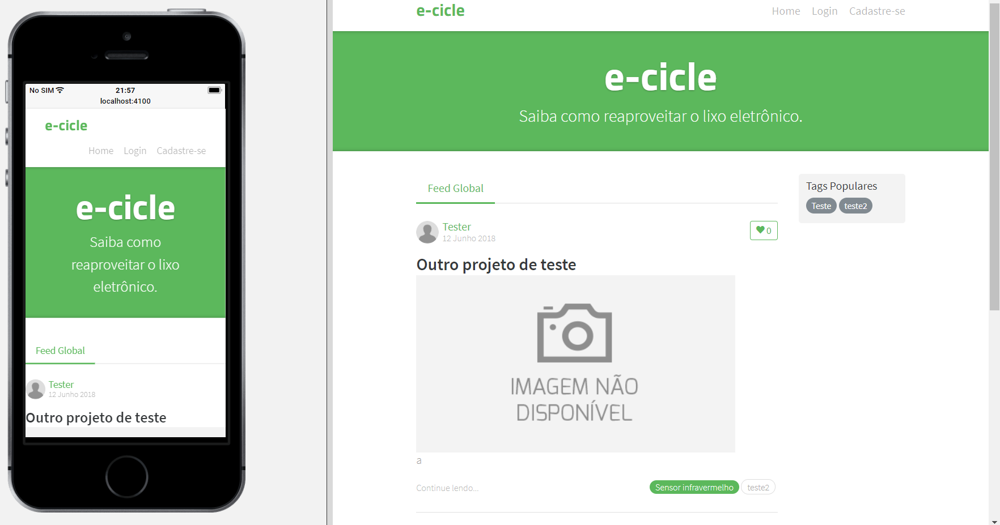 No SIM 21:57
localhost:4100
e-cicle
Home Login Cadastre-se
e-cicle
Saiba como
reaproveitar o lixo
eletrônico.
Feed Global
Tester
12 Junho 2018
Outro projeto de teste
e-cicle Home Login Cadastre-se
e-cicle
Saiba como reaproveitar o lixo eletrônico.
Feed Global
Tester
12 Junho 2018
0
Outro projeto de teste
IMAGEM NÃO
DISPONÍVEL
a
Continue lendo... Sensor infravermelho teste2
Tags Populares
Teste teste2